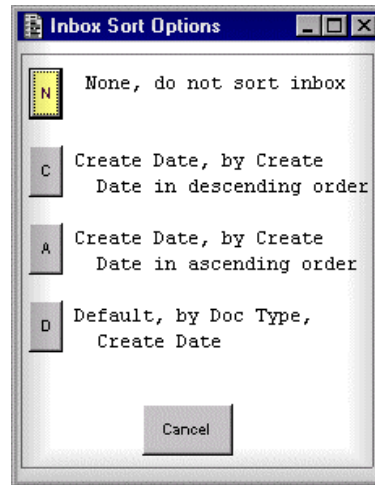 Inbox Sort Options
N None, do not sort inbox
C Create Date, by Create
Date in descending order
A Create Date, by Create
Date in ascending order
D Default, by Doc Type,
Create Date
Cancel